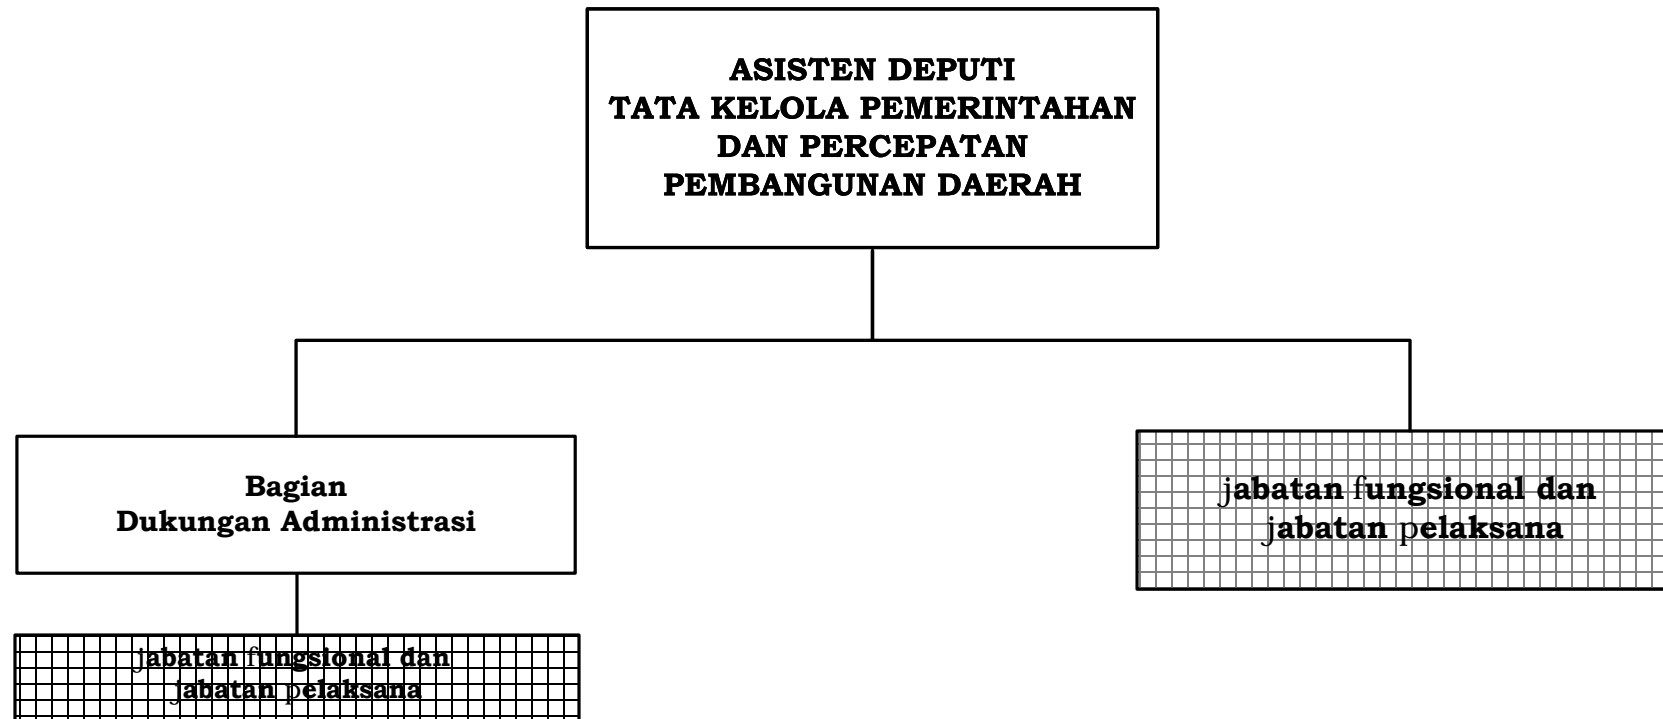 ASISTEN DEPUTI
TATA KELOLA PEMERINTAHAN
DAN PERCEPATAN
PEMBANGUNAN DAERAH
Bagian
Dukungan Administrasi
jabatan fungsional dan
jabatan pelaksana
jabatan fungsional dan
jabatan pelaksana